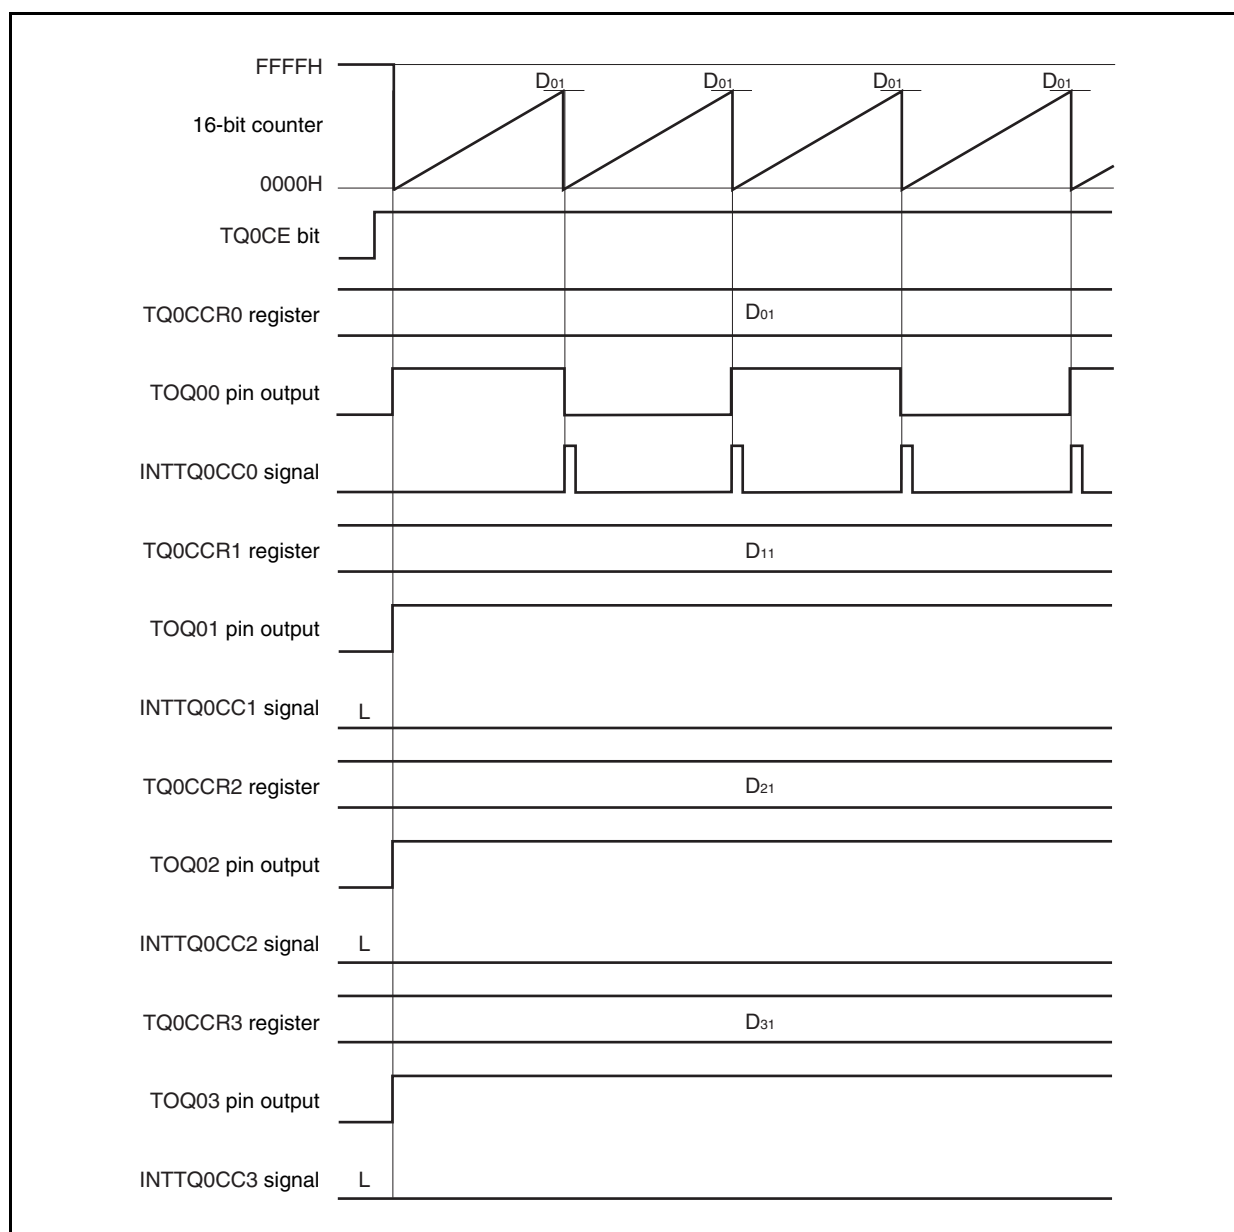 FFFFH
D01 D01 D01 D01
16-bit counter
0000H
TQ0CE bit
TQ0CCR0 register D01
TOQ00 pin output
INTTQ0CC0 signal
TQ0CCR1 register D11
TOQ01 pin output
INTTQ0CC1 signal L
TQ0CCR2 register D21
TOQ02 pin output
INTTQ0CC2 signal L
TQ0CCR3 register D31
TOQ03 pin output
INTTQ0CC3 signal L